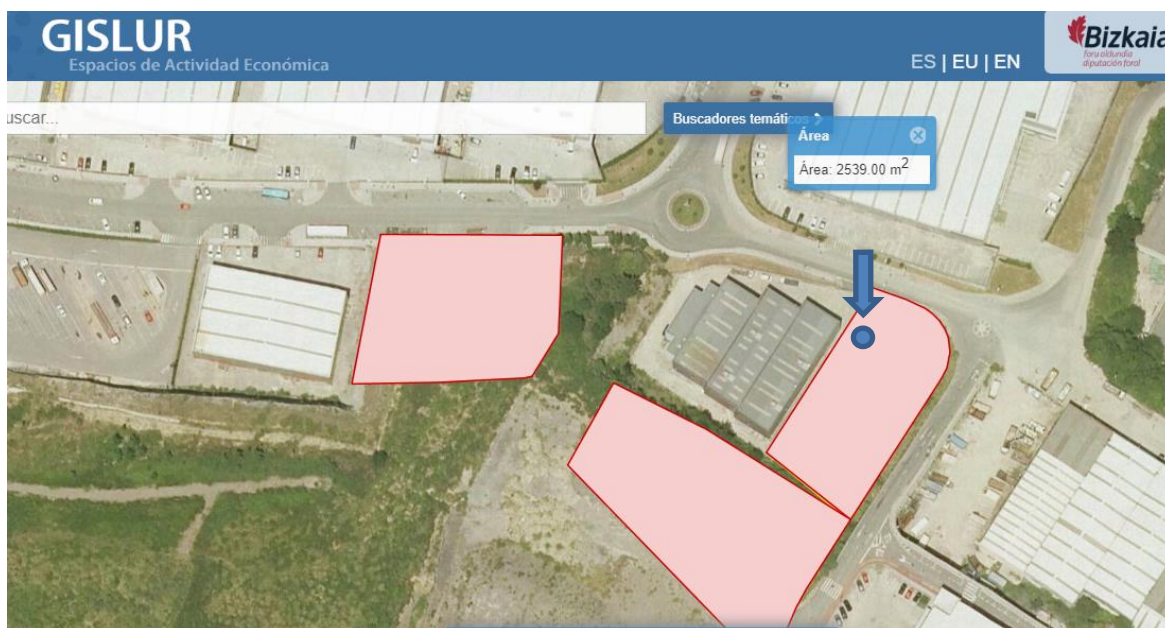 GISLUR
Espacios de Actividad Económica
ES | EU | EN
Bizkaia
foru aldundia
diputación foral
uscar...
Buscadores temáticos
Área
Área: 2539.00 m2